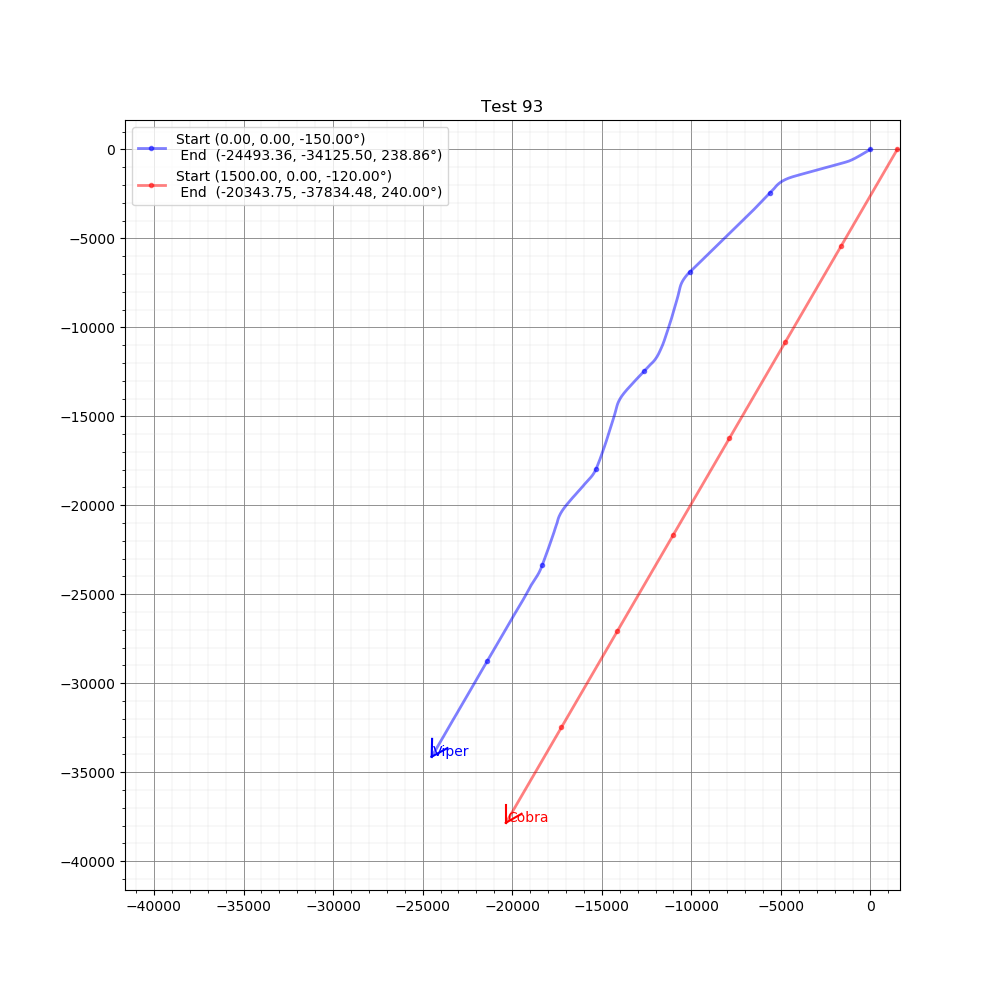 Test 93
Start (0.00, 0.00, -150.00°)
End (-24493.36, -34125.50, 238.86°)
Start (1500.00, 0.00, -120.00°)
End (-20343.75, -37834.48, 240.00°)
0
−5000
−10000
−15000
−20000
−25000
−30000
−35000
−40000
Viper
Cobra
−40000 −35000 −30000 −25000 −20000 −15000 −10000 −5000 0